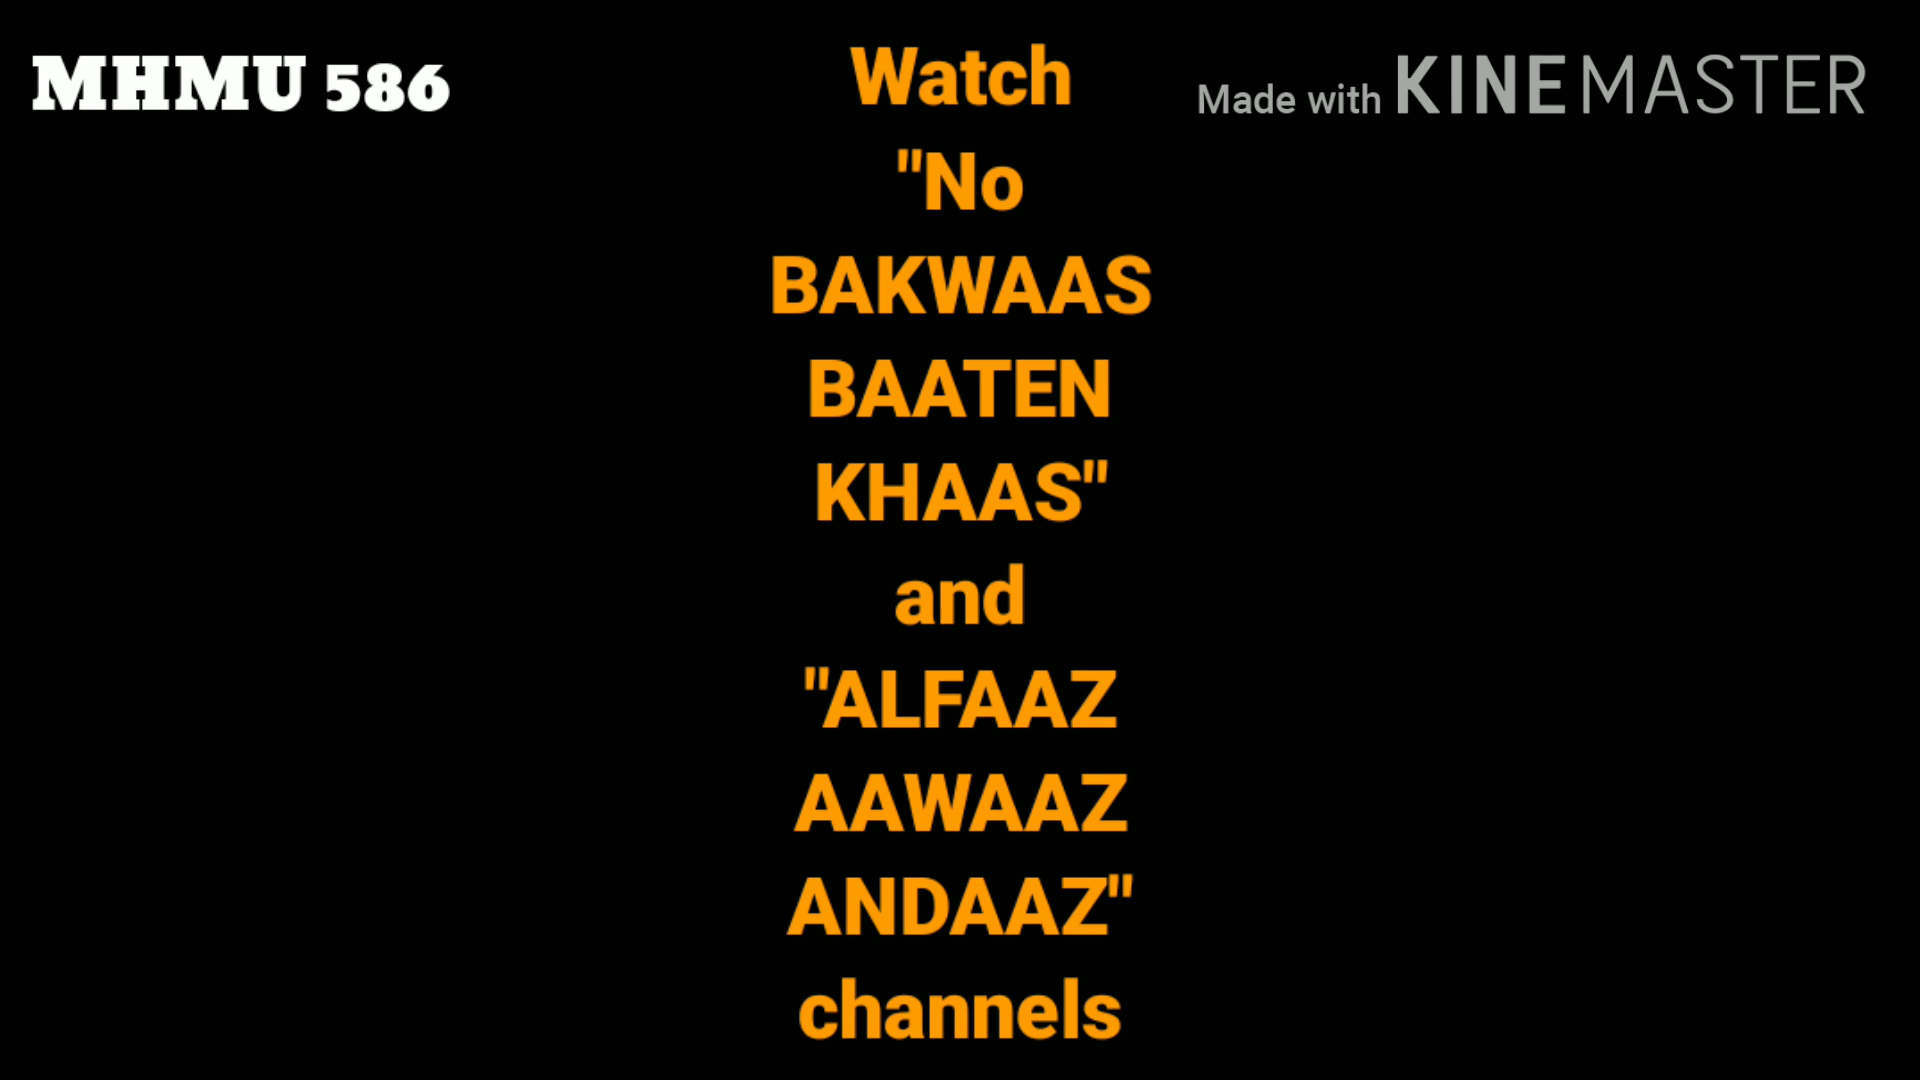 MHMU 586
Made with KINEMASTER
Watch
"No
BAKWAAS
BAATEN
KHAAS"
and
"ALFAAZ
AAWAAZ
ANDAAZ"
channels